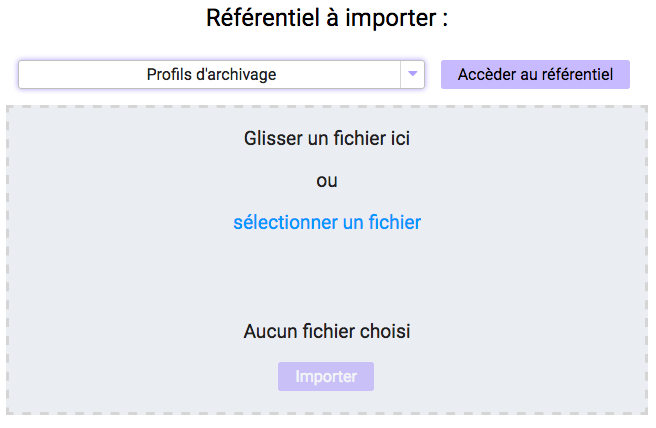 Référentiel à importer :
Profils d'archivage
Accèder au référentiel
Glisser un fichier ici
ou
sélectionner un fichier
Aucun fichier choisi
Importer